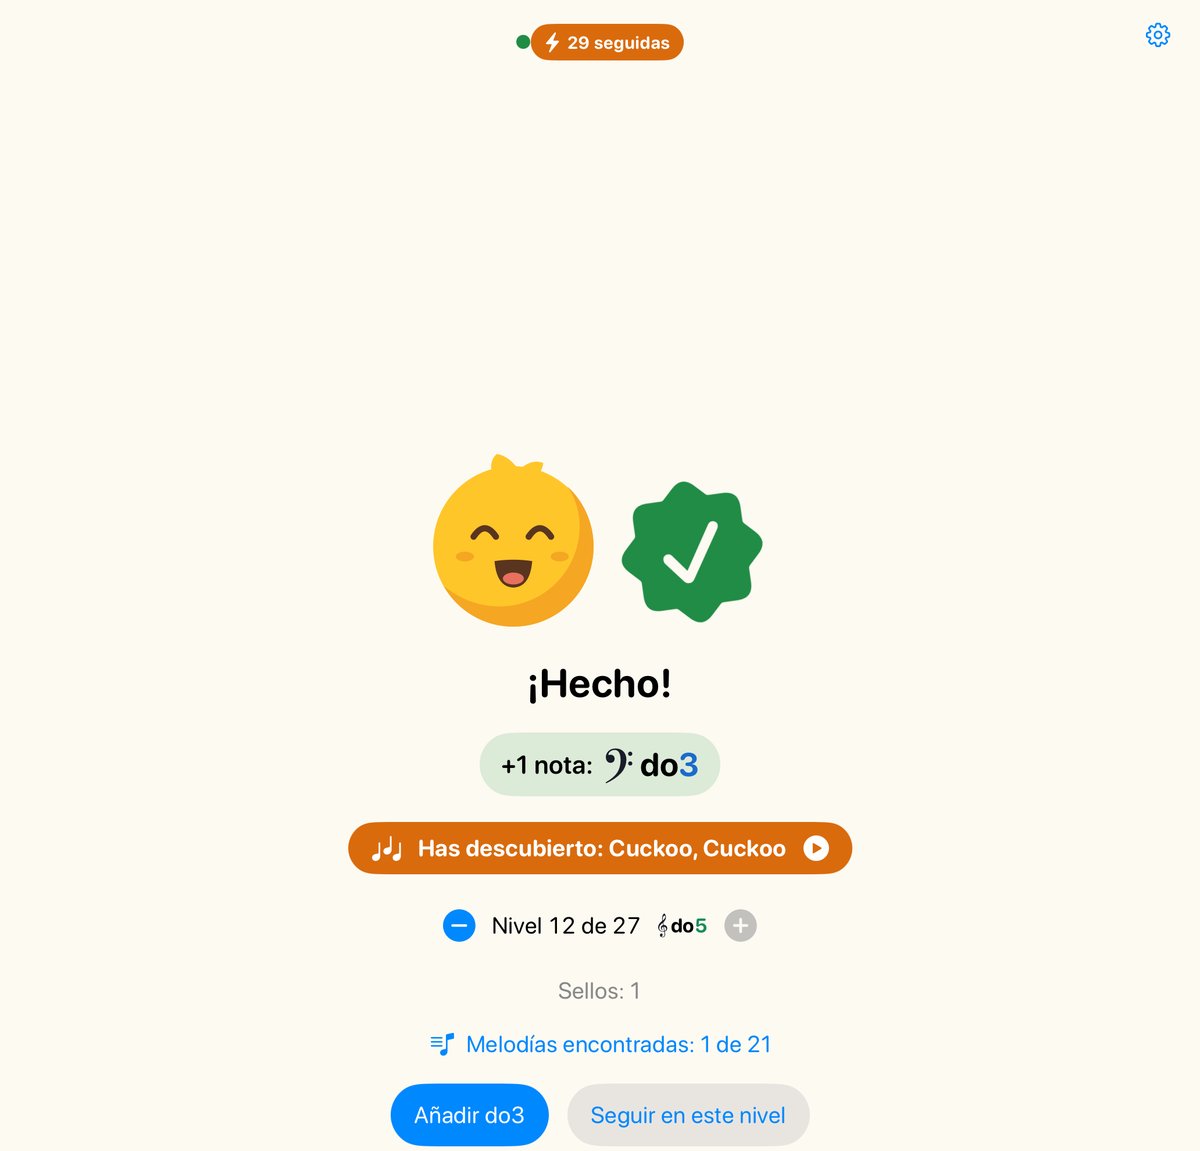 29 seguidas
¡Hecho!
+1 nota: 𝄢 do3
Has descubierto: Cuckoo, Cuckoo
Nivel 12 de 27 𝄞 do5
Sellos: 1
Melodías encontradas: 1 de 21
Añadir do3
Seguir en este nivel